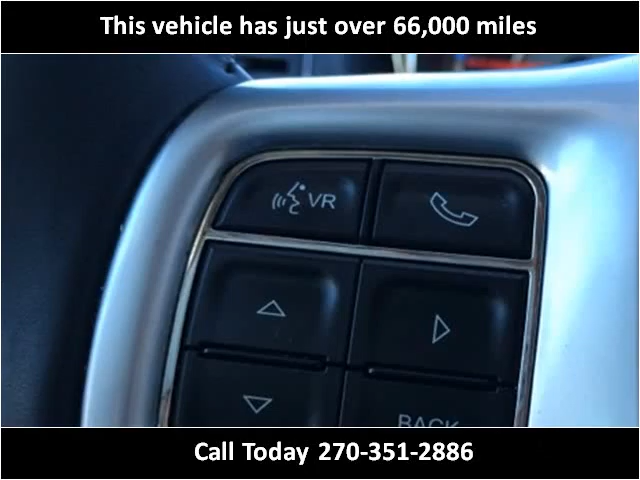 This vehicle has just over 66,000 miles
VR
BACK
Call Today 270-351-2886